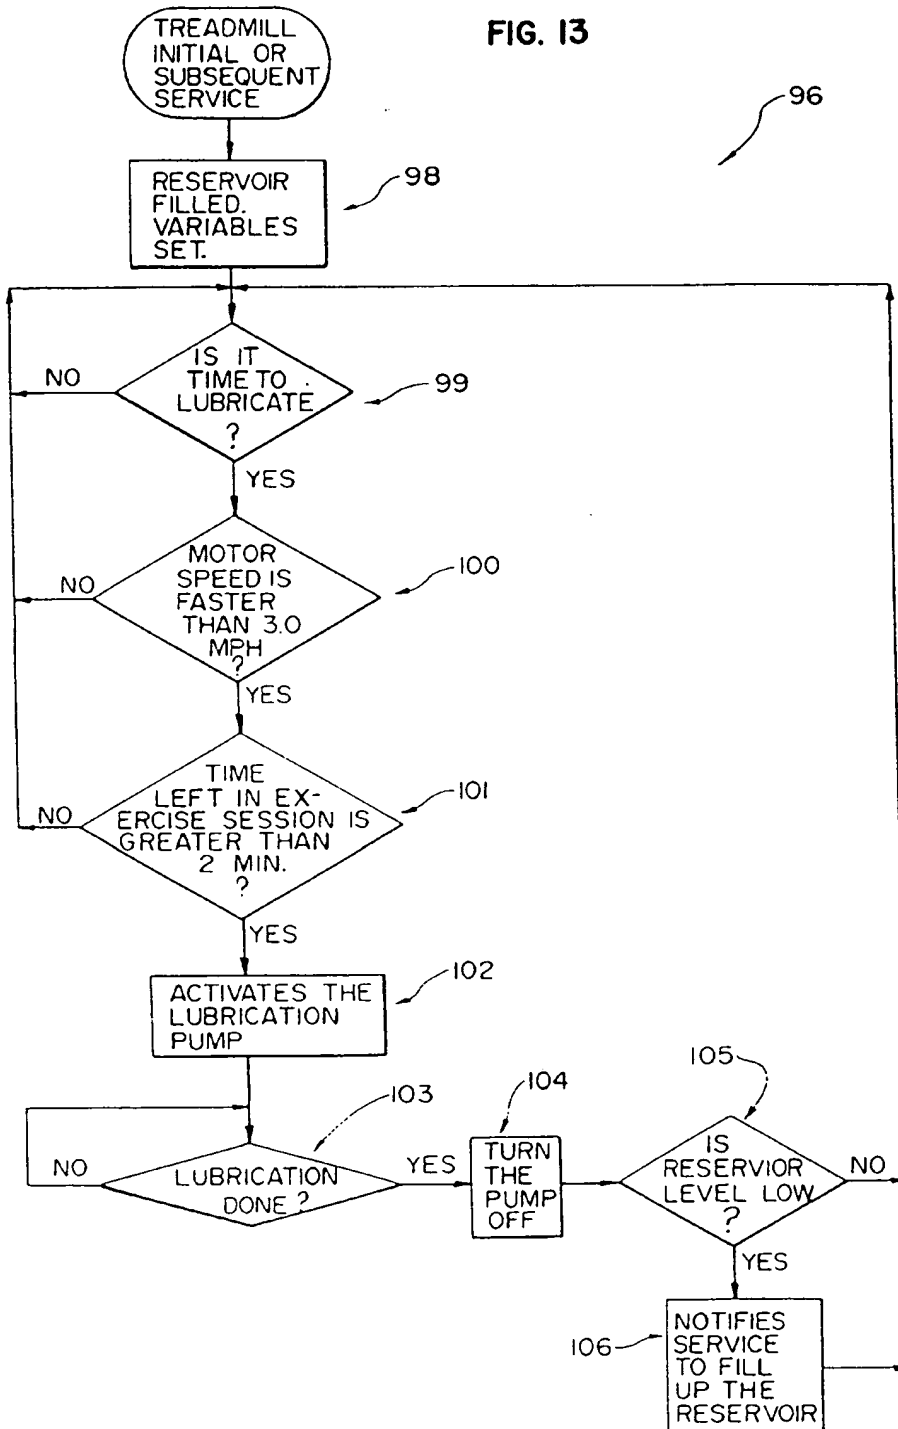 FIG. 13
TREADMILL
INITIAL OR
SUBSEQUENT
SERVICE
96
RESERVOIR
FILLED.
VARIABLES
SET.
98
IS IT
TIME TO
LUBRICATE
?
NO
99
YES
MOTOR
SPEED IS
FASTER
THAN 3.0
MPH
?
NO
100
YES
TIME
LEFT IN EX-
ERCISE SESSION IS
GREATER THAN
2 MIN.
?
NO
101
YES
ACTIVATES THE
LUBRICATION
PUMP
102
LUBRICATION
DONE?
NO
103
YES
TURN
THE
PUMP
OFF
104
IS
RESERVIOR
LEVEL LOW
?
105
NO
YES
NOTIFIES
SERVICE
TO FILL
UP THE
RESERVOIR
106